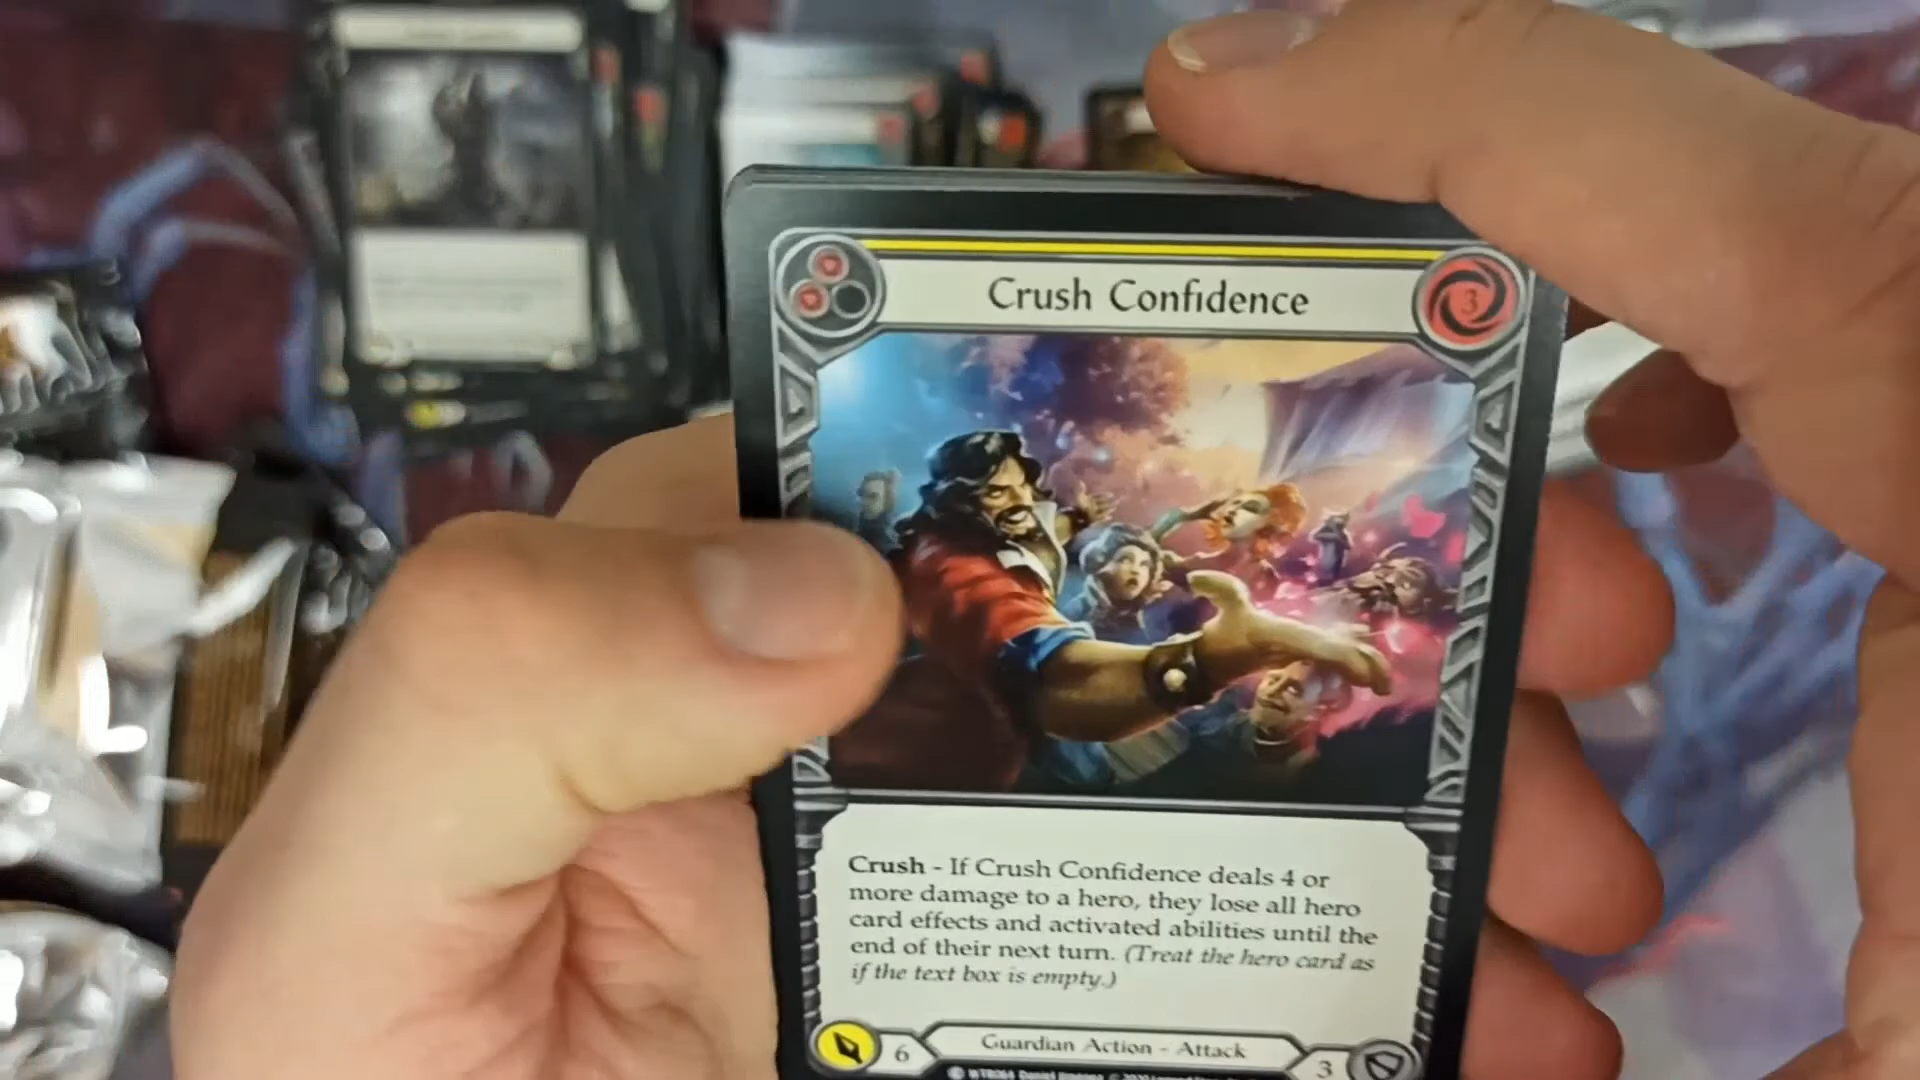 Crush Confidence
3
Crush - If Crush Confidence deals 4 or
more damage to a hero, they lose all hero
card effects and activated abilities until the
end of their next turn. (Treat the hero card as
if the text box is empty.)
6
Guardian Action - Attack
3